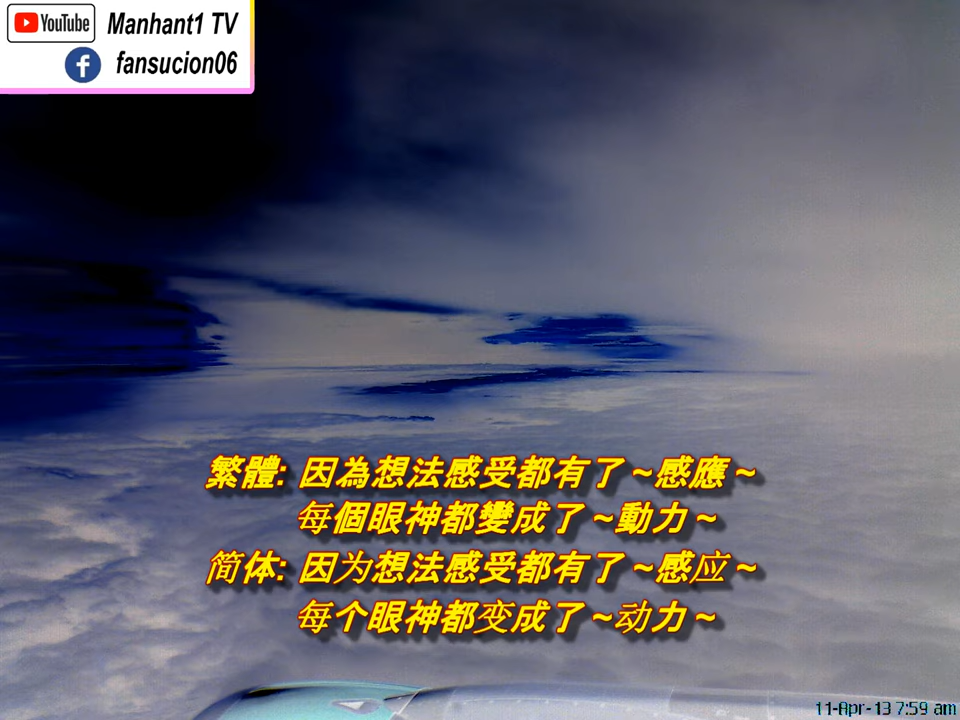 YouTube Manhant1 TV
fansucion06
繁體: 因為想法感受都有了~感應~
每個眼神都變成了~動力~
简体: 因为想法感受都有了~感应~
每个眼神都变成了~动力~
11-Apr-13 7:59 am